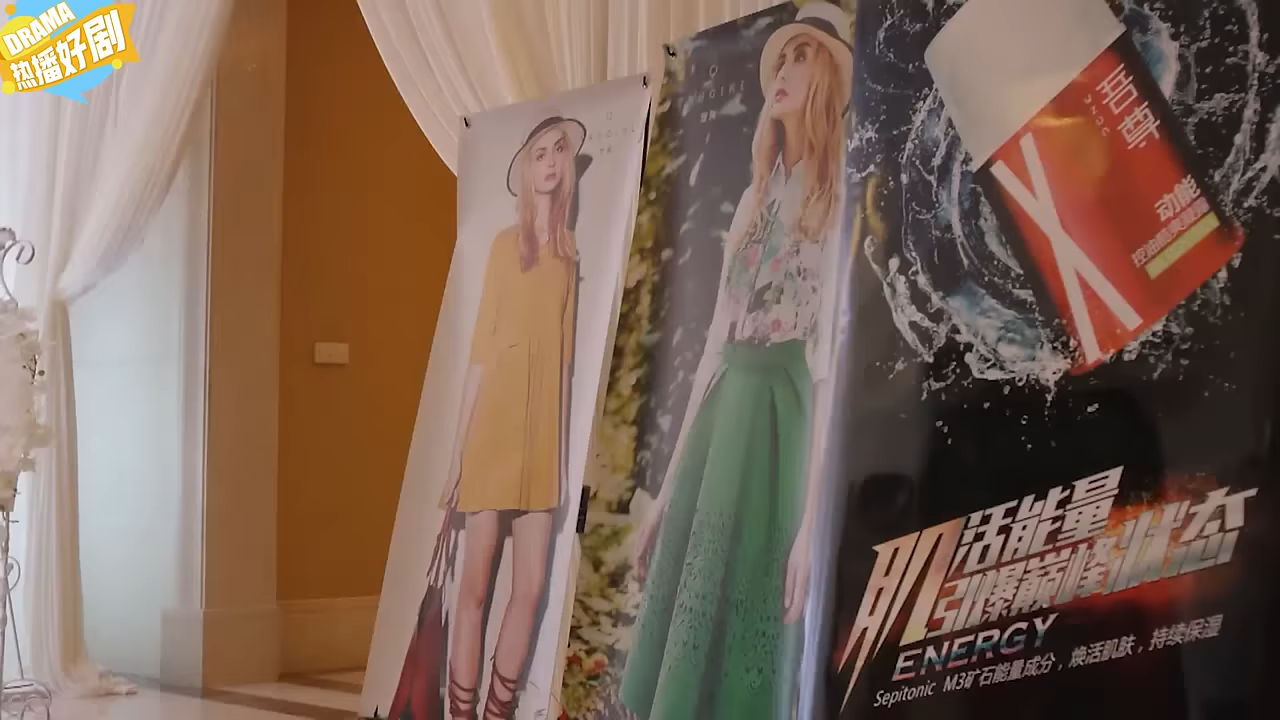 DRAMA
热播好剧
吾尊
动能
肌活能量
引爆巅峰状态
ENERGY
Sepitonic M3矿石能量成分，焕活肌肤，持续保湿